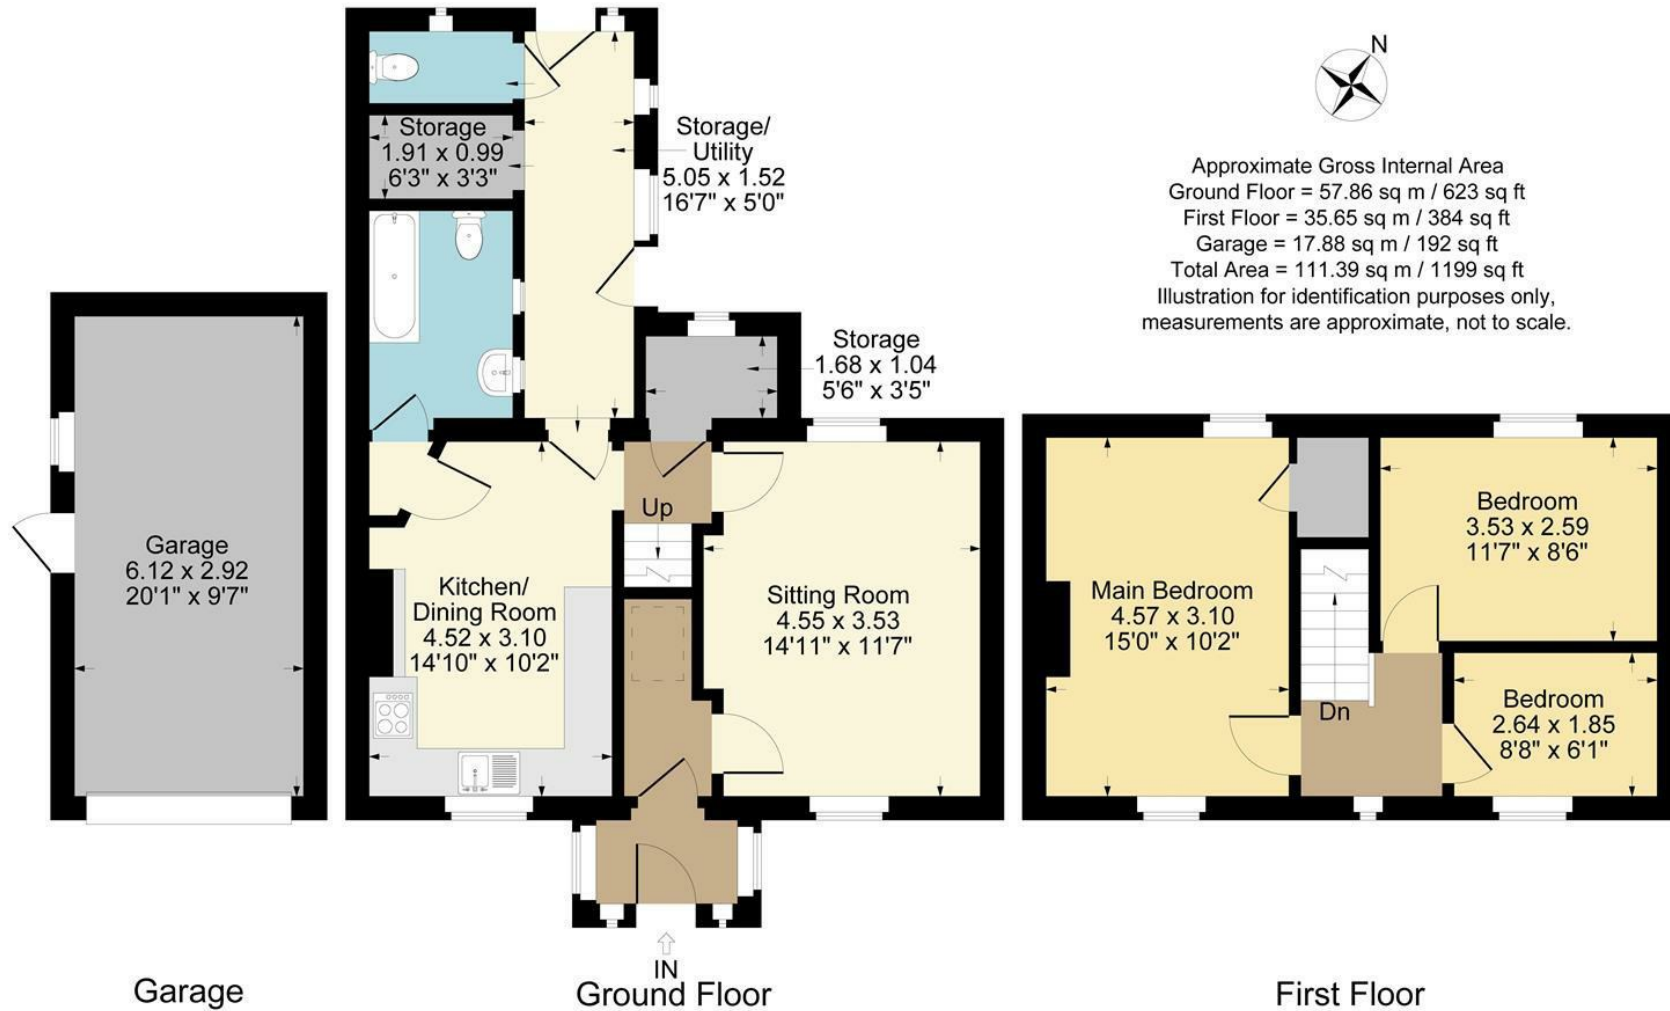 N
Approximate Gross Internal Area
Ground Floor = 57.86 sq m / 623 sq ft
First Floor = 35.65 sq m / 384 sq ft
Garage = 17.88 sq m / 192 sq ft
Total Area = 111.39 sq m / 1199 sq ft
Illustration for identification purposes only,
measurements are approximate, not to scale.
Storage
1.91 x 0.99
6'3" x 3'3"
Storage/
Utility
5.05 x 1.52
16'7" x 5'0"
Storage
1.68 x 1.04
5'6" x 3'5"
Garage
6.12 x 2.92
20'1" x 9'7"
Kitchen/
Dining Room
4.52 x 3.10
14'10" x 10'2"
Up
Sitting Room
4.55 x 3.53
14'11" x 11'7"
IN
Main Bedroom
4.57 x 3.10
15'0" x 10'2"
Dn
Bedroom
3.53 x 2.59
11'7" x 8'6"
Bedroom
2.64 x 1.85
8'8" x 6'1"
Garage
Ground Floor
First Floor